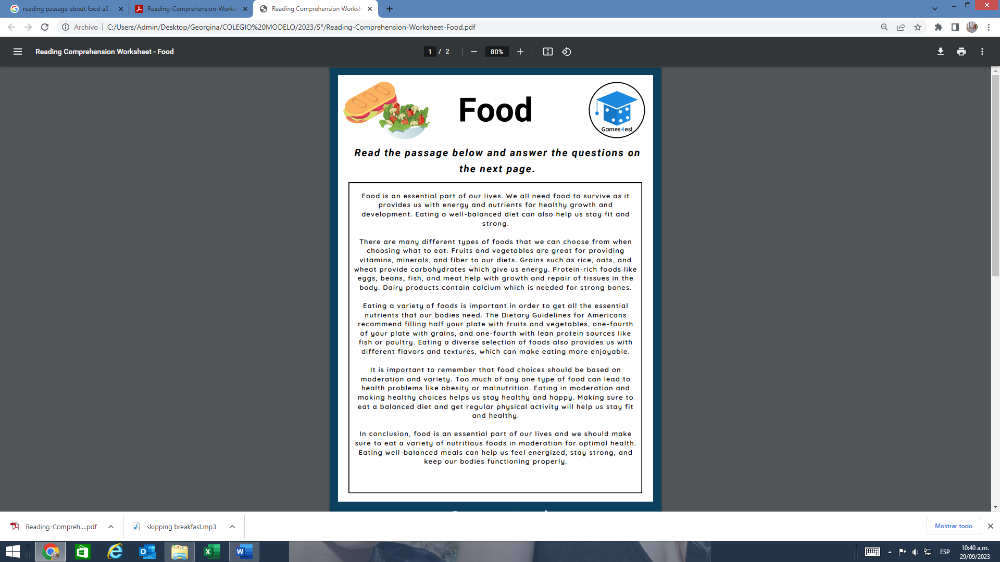 reading passage about food a2 -
Reading-Comprehension-Works
Reading Comprehension Worksh
Archivo
C:/Users/Admin/Desktop/Georgina/COLEGIO%20MODELO/2023/5°/Reading-Comprehension-Worksheet-Food.pdf
Reading Comprehension Worksheet - Food
1 / 2
80%
Food
Games4esl
Read the passage below and answer the questions on
the next page.
Food is an essential part of our lives. We all need food to survive as it
provides us with energy and nutrients for healthy growth and
development. Eating a well-balanced diet can also help us stay fit and
strong.
There are many different types of foods that we can choose from when
choosing what to eat. Fruits and vegetables are great for providing
vitamins, minerals, and fiber to our diets. Grains such as rice, oats, and
wheat provide carbohydrates which give us energy. Protein-rich foods like
eggs, beans, fish, and meat help with growth and repair of tissues in the
body. Dairy products contain calcium which is needed for strong bones.
Eating a variety of foods is important in order to get all the essential
nutrients that our bodies need. The Dietary Guidelines for Americans
recommend filling half your plate with fruits and vegetables, one-fourth
of your plate with grains, and one-fourth with lean protein sources like
fish or poultry. Eating a diverse selection of foods also provides us with
different flavors and textures, which can make eating more enjoyable.
It is important to remember that food choices should be based on
moderation and variety. Too much of any one type of food can lead to
health problems like obesity or malnutrition. Eating in moderation and
making healthy choices helps us stay healthy and happy. Making sure to
eat a balanced diet and get regular physical activity will help us stay fit
and healthy.
In conclusion, food is an essential part of our lives and we should make
sure to eat a variety of nutritious foods in moderation for optimal health.
Eating well-balanced meals can help us feel energized, stay strong, and
keep our bodies functioning properly.
Reading-Compreh....pdf
skipping breakfast.mp3
Mostrar todo
ESP
10:40 a.m.
29/09/2023